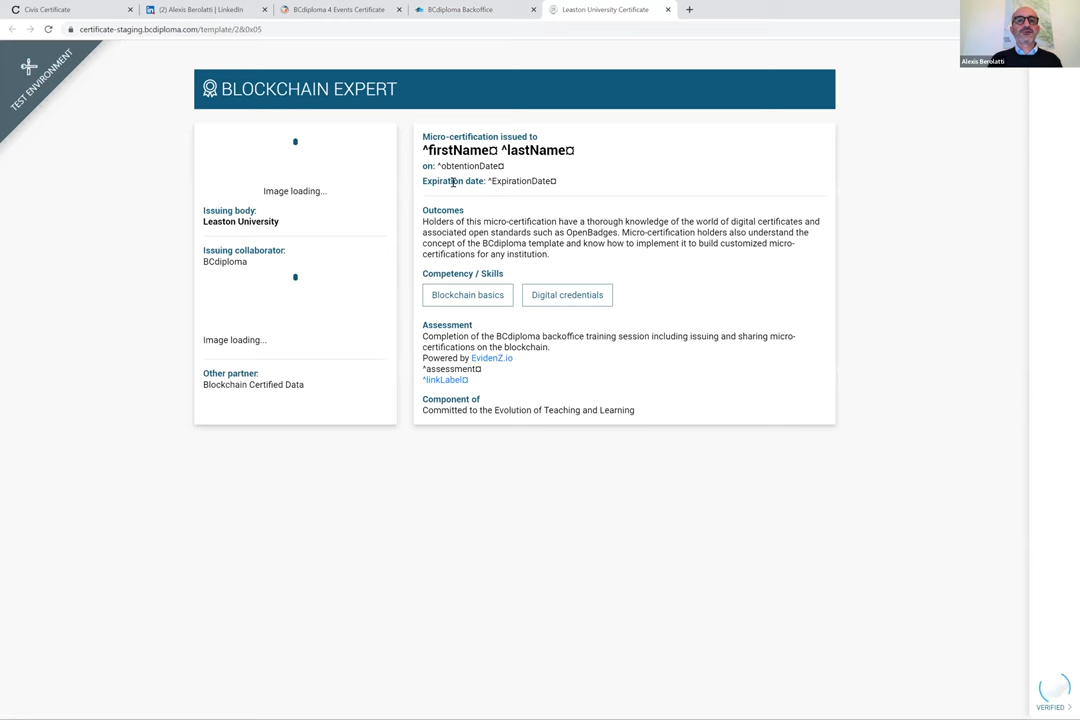 Civis Certificate
(2) Alexis Berolatti | LinkedIn
BCdiploma 4 Events Certificate
BCdiploma Backoffice
Leaston University Certificate
certificate-staging.bcdiploma.com/template/2&0x05
Alexis Berolatti
TEST ENVIRONMENT
BLOCKCHAIN EXPERT
Image loading...
Issuing body:
Leaston University
Issuing collaborator:
BCdiploma
Image loading...
Other partner:
Blockchain Certified Data
Micro-certification issued to
^firstName¤ ^lastName¤
on: ^obtentionDate¤
Expiration date: ^ExpirationDate¤
Outcomes
Holders of this micro-certification have a thorough knowledge of the world of digital certificates and
associated open standards such as OpenBadges. Micro-certification holders also understand the
concept of the BCdiploma template and know how to implement it to build customized micro-
certifications for any institution.
Competency / Skills
Blockchain basics
Digital credentials
Assessment
Completion of the BCdiploma backoffice training session including issuing and sharing micro-
certifications on the blockchain.
Powered by EvidenZ.io
^assessment¤
^linkLabel¤
Component of
Committed to the Evolution of Teaching and Learning
VERIFIED